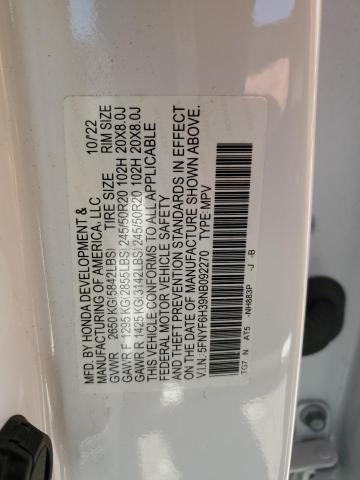 MFD. BY HONDA DEVELOPMENT & 10/22
MANUFACTURING OF AMERICA, LLC
GVWR 2650KG(5842LBS) TIRE SIZE RIM SIZE
GAWR F 1295KG(2855LBS) 245/50R20 102H 20X8.0J
GAWR R 1425KG(3142LBS) 245/50R20 102H 20X8.0J
THIS VEHICLE CONFORMS TO ALL APPLICABLE
FEDERAL MOTOR VEHICLE SAFETY
AND THEFT PREVENTION STANDARDS IN EFFECT
ON THE DATE OF MANUFACTURE SHOWN ABOVE.
V.I.N. 5FNYF6H39NB092270 TYPE:MPV
TG7 N AT5 -NH883P -J -B